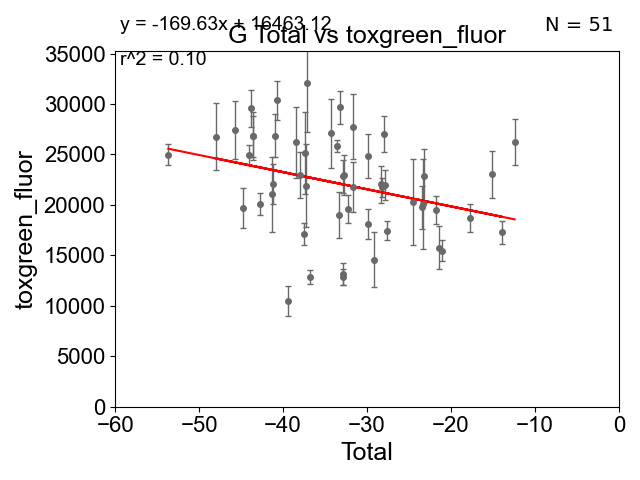 y = -169.63x + 16463.12
N = 51
G Total vs toxgreen_fluor
r^2 = 0.10
35000
30000
25000
20000
15000
10000
5000
0
toxgreen_fluor
−60
−50
−40
−30
−20
−10
0
Total